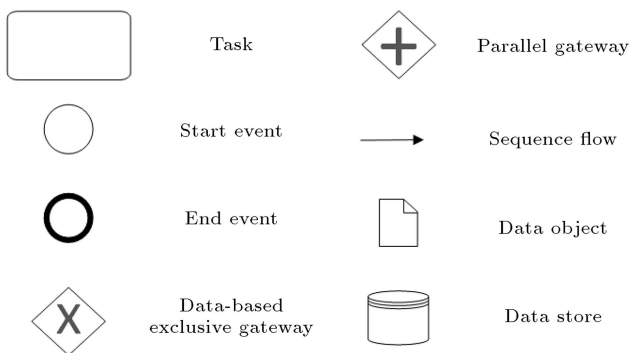 Task
Parallel gateway
Start event
Sequence flow
End event
Data object
X
Data-based
exclusive gateway
Data store